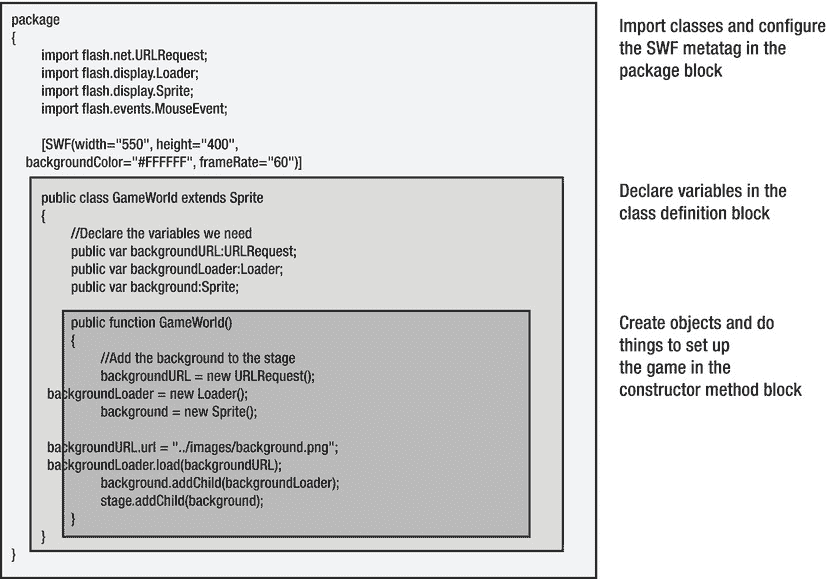 package
{
import flash.net.URLRequest;
import flash.display.Loader;
import flash.display.Sprite;
import flash.events.MouseEvent;
[SWF(width="550", height="400",
backgroundColor="#FFFFFF", frameRate="60")]
public class GameWorld extends Sprite
{
//Declare the variables we need
public var backgroundURL:URLRequest;
public var backgroundLoader:Loader;
public var background:Sprite;
public function GameWorld()
{
//Add the background to the stage
backgroundURL = new URLRequest();
backgroundLoader = new Loader();
background = new Sprite();
backgroundURL.url = "../images/background.png";
backgroundLoader.load(backgroundURL);
background.addChild(backgroundLoader);
stage.addChild(background);
}
}
}
Import classes and configure
the SWF metatag in the
package block
Declare variables in the
class definition block
Create objects and do
things to set up
the game in the
constructor method block